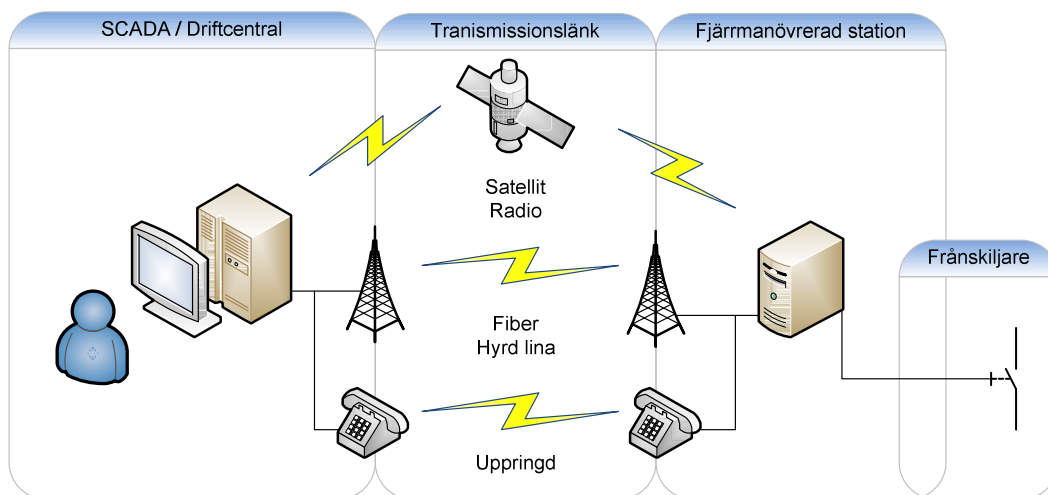 SCADA / Driftcentral
Tranismissionslänk
Fjärrmanövrerad station
Satellit
Radio
Frånskiljare
Fiber
Hyrd lina
Uppringd